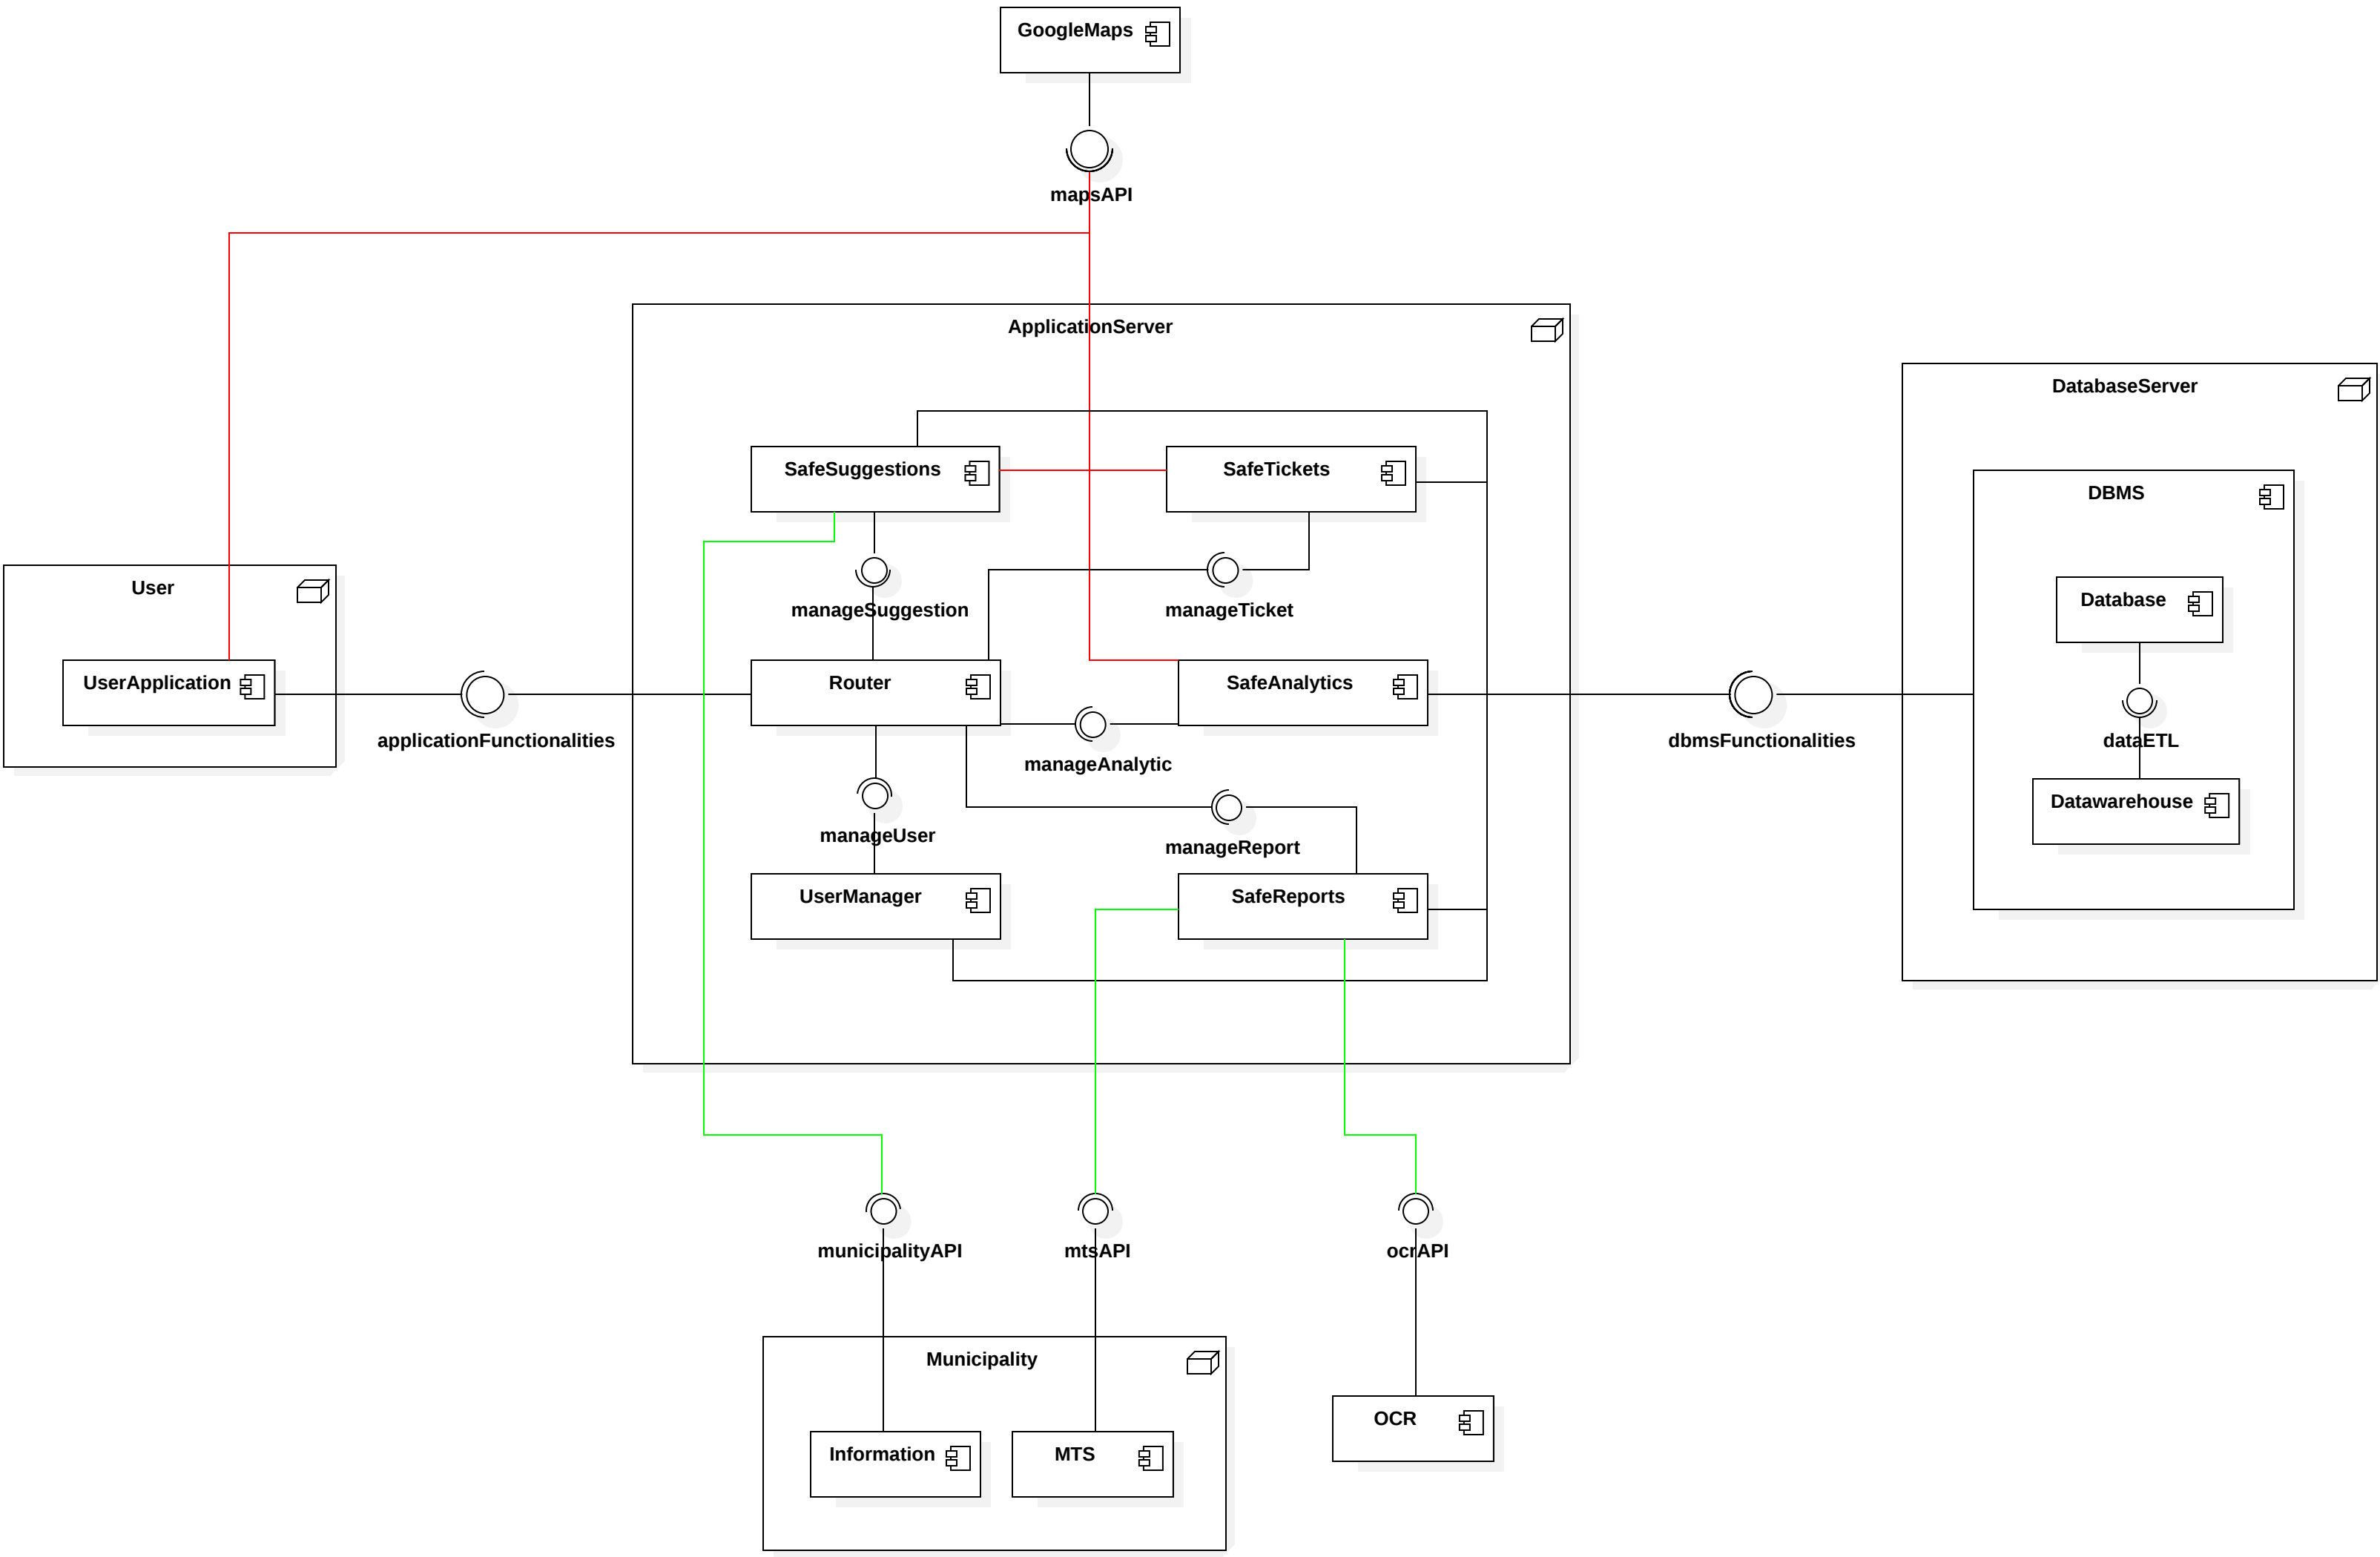 GoogleMaps
mapsAPI
ApplicationServer
DatabaseServer
SafeSuggestions
SafeTickets
DBMS
User
Database
manageSuggestion
manageTicket
UserApplication
Router
SafeAnalytics
applicationFunctionalities
dbmsFunctionalities
dataETL
manageAnalytic
Datawarehouse
manageUser
manageReport
UserManager
SafeReports
municipalityAPI
mtsAPI
ocrAPI
Municipality
OCR
Information
MTS